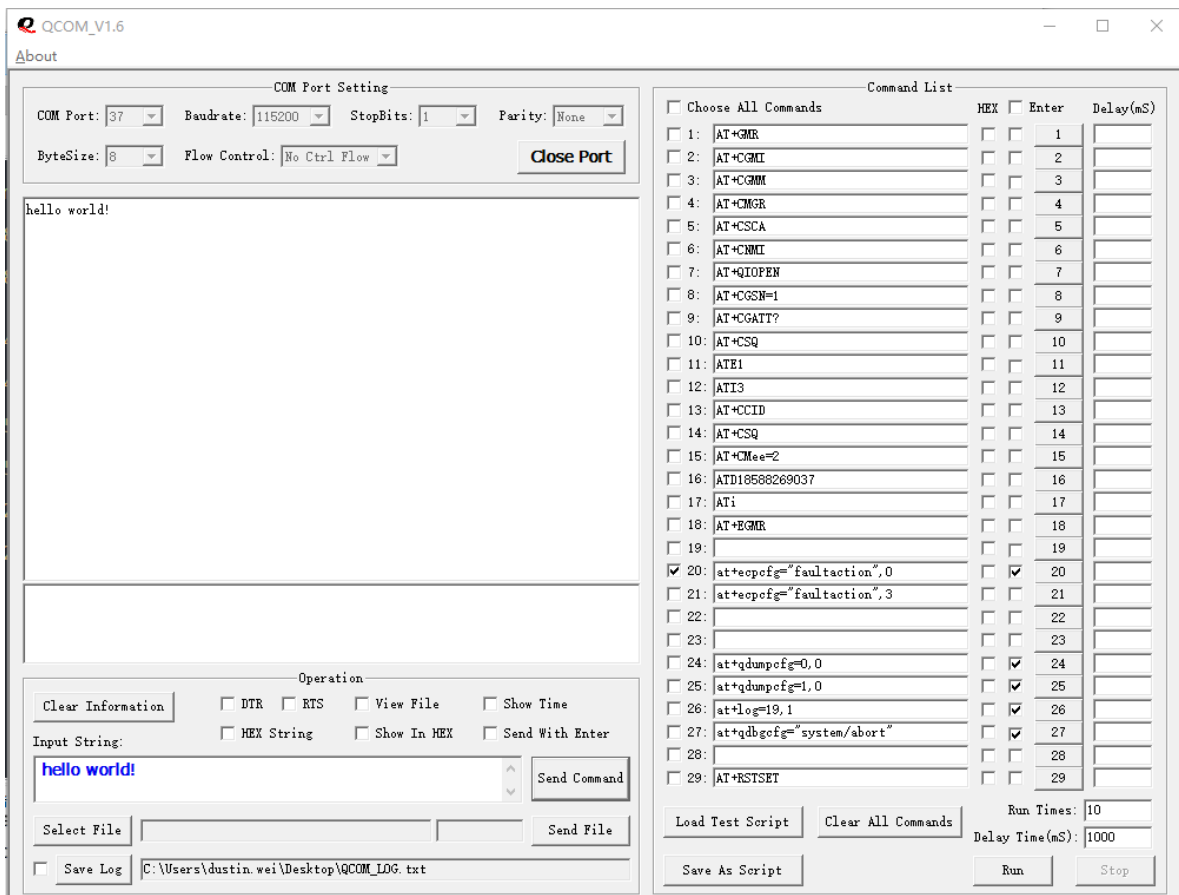 QCOM_V1.6
About
COM Port Setting
COM Port: 37 Baudrate: 115200 StopBits: 1 Parity: None
ByteSize: 8 Flow Control: No Ctrl Flow Close Port
hello world!
Operation
Clear Information DTR RTS View File Show Time
HEX String Show In HEX Send With Enter
Input String:
hello world!
Send Command
Select File Send File
Save Log C:\Users\dustin.wei\Desktop\QCOM_LOG.txt
Command List
Choose All Commands HEX Enter Delay(mS)
1: AT+GMR 1
2: AT+CGMI 2
3: AT+CGMM 3
4: AT+CMGR 4
5: AT+CSCA 5
6: AT+CNMI 6
7: AT+QIOPEN 7
8: AT+CGSN=1 8
9: AT+CGATT? 9
10: AT+CSQ 10
11: ATE1 11
12: ATI3 12
13: AT+CCID 13
14: AT+CSQ 14
15: AT+CMee=2 15
16: ATD18588269037 16
17: ATi 17
18: AT+EGMR 18
19: 19
20: at+ecpcfg="faultaction",0 20
21: at+ecpcfg="faultaction",3 21
22: 22
23: 23
24: at+qdumpcfg=0,0 24
25: at+qdumpcfg=1,0 25
26: at+log=19,1 26
27: at+qdbgcfg="system/abort" 27
28: 28
29: AT+RSTSET 29
Load Test Script Clear All Commands Run Times: 10
Delay Time(mS): 1000
Save As Script Run Stop